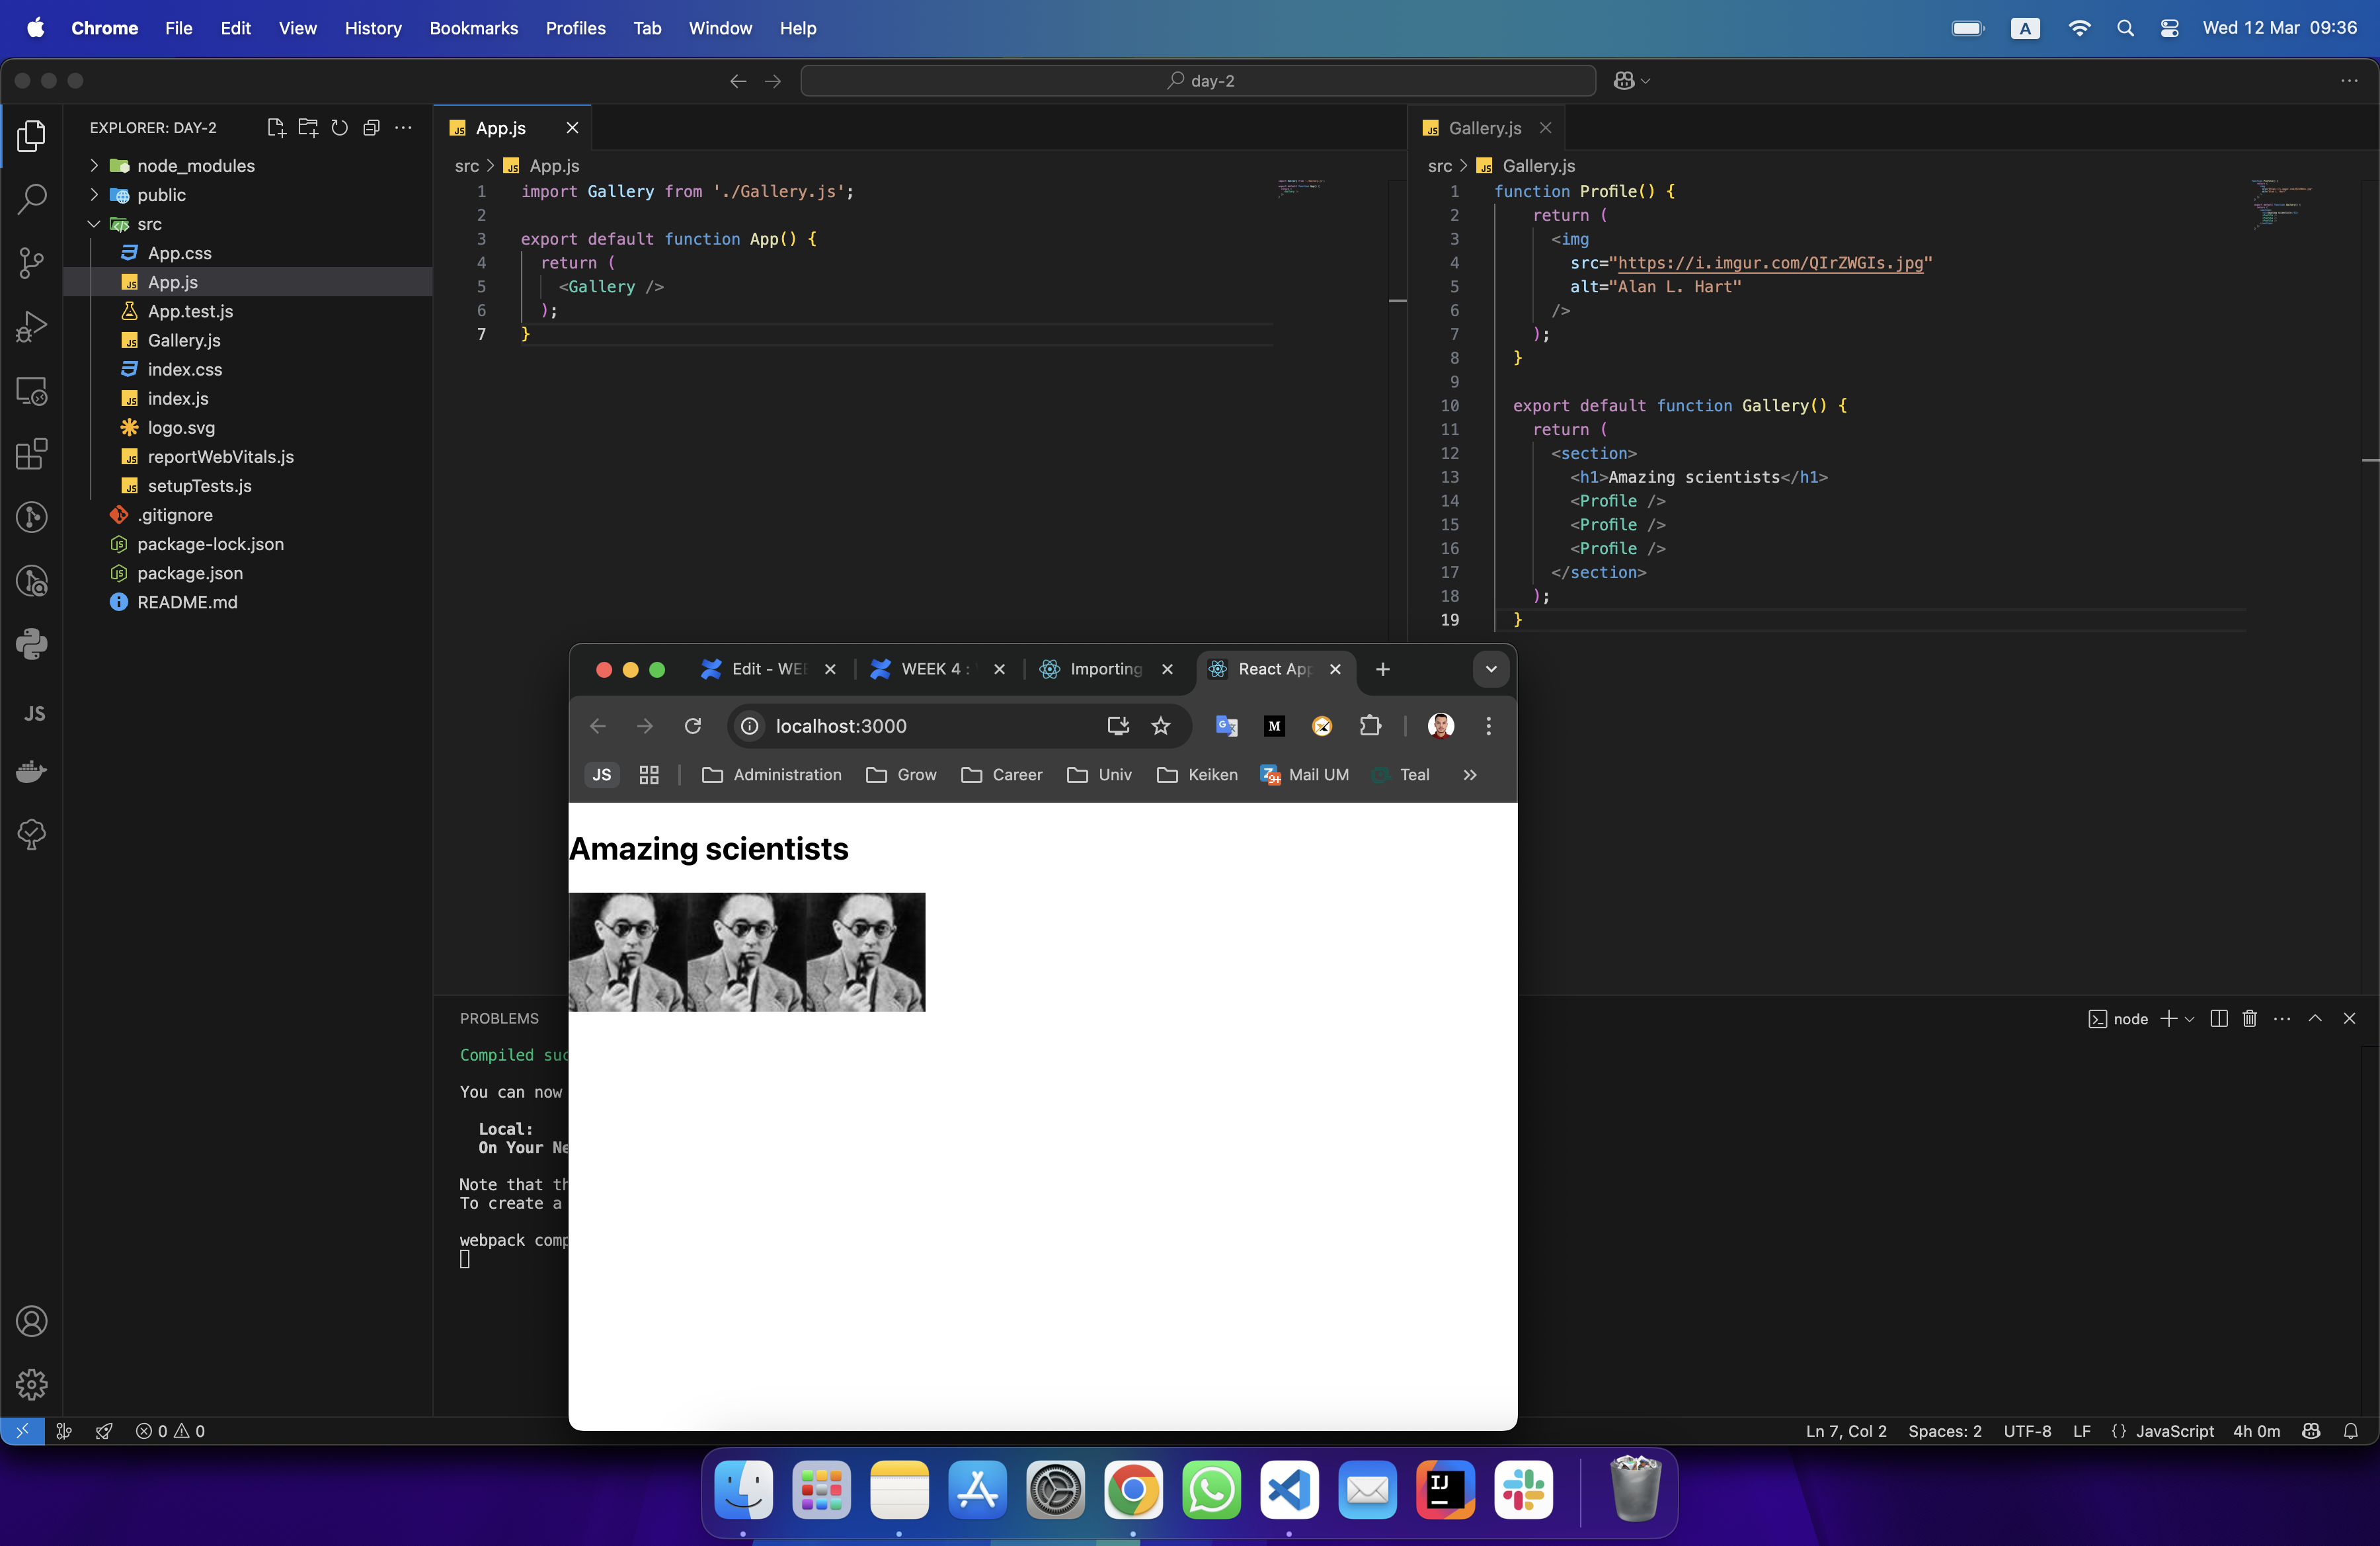 Chrome File Edit View History Bookmarks Profiles Tab Window Help
A
Wed 12 Mar 09:36
day-2
EXPLORER: DAY-2
node_modules
public
src
App.css
App.js
App.test.js
Gallery.js
index.css
index.js
logo.svg
reportWebVitals.js
setupTests.js
.gitignore
package-lock.json
package.json
README.md
JS
App.js
src > App.js
1 import Gallery from './Gallery.js';
2
3 export default function App() {
4 return (
5 <Gallery />
6 );
7 }
Gallery.js
src > Gallery.js
1 function Profile() {
2 return (
3 <img
4 src="https://i.imgur.com/QIrZWGIs.jpg"
5 alt="Alan L. Hart"
6 />
7 );
8 }
9
10 export default function Gallery() {
11 return (
12 <section>
13 <h1>Amazing scientists</h1>
14 <Profile />
15 <Profile />
16 <Profile />
17 </section>
18 );
19 }
Edit - WEE
WEEK 4 :
Importing
React App
localhost:3000
M
JS
Administration
Grow
Career
Univ
Keiken
Mail UM
Teal
Amazing scientists
PROBLEMS
node
Compiled suc
You can now
Local:
On Your Ne
Note that th
To create a
webpack comp
0 0
Ln 7, Col 2 Spaces: 2 UTF-8 LF {} JavaScript 4h 0m
IJ